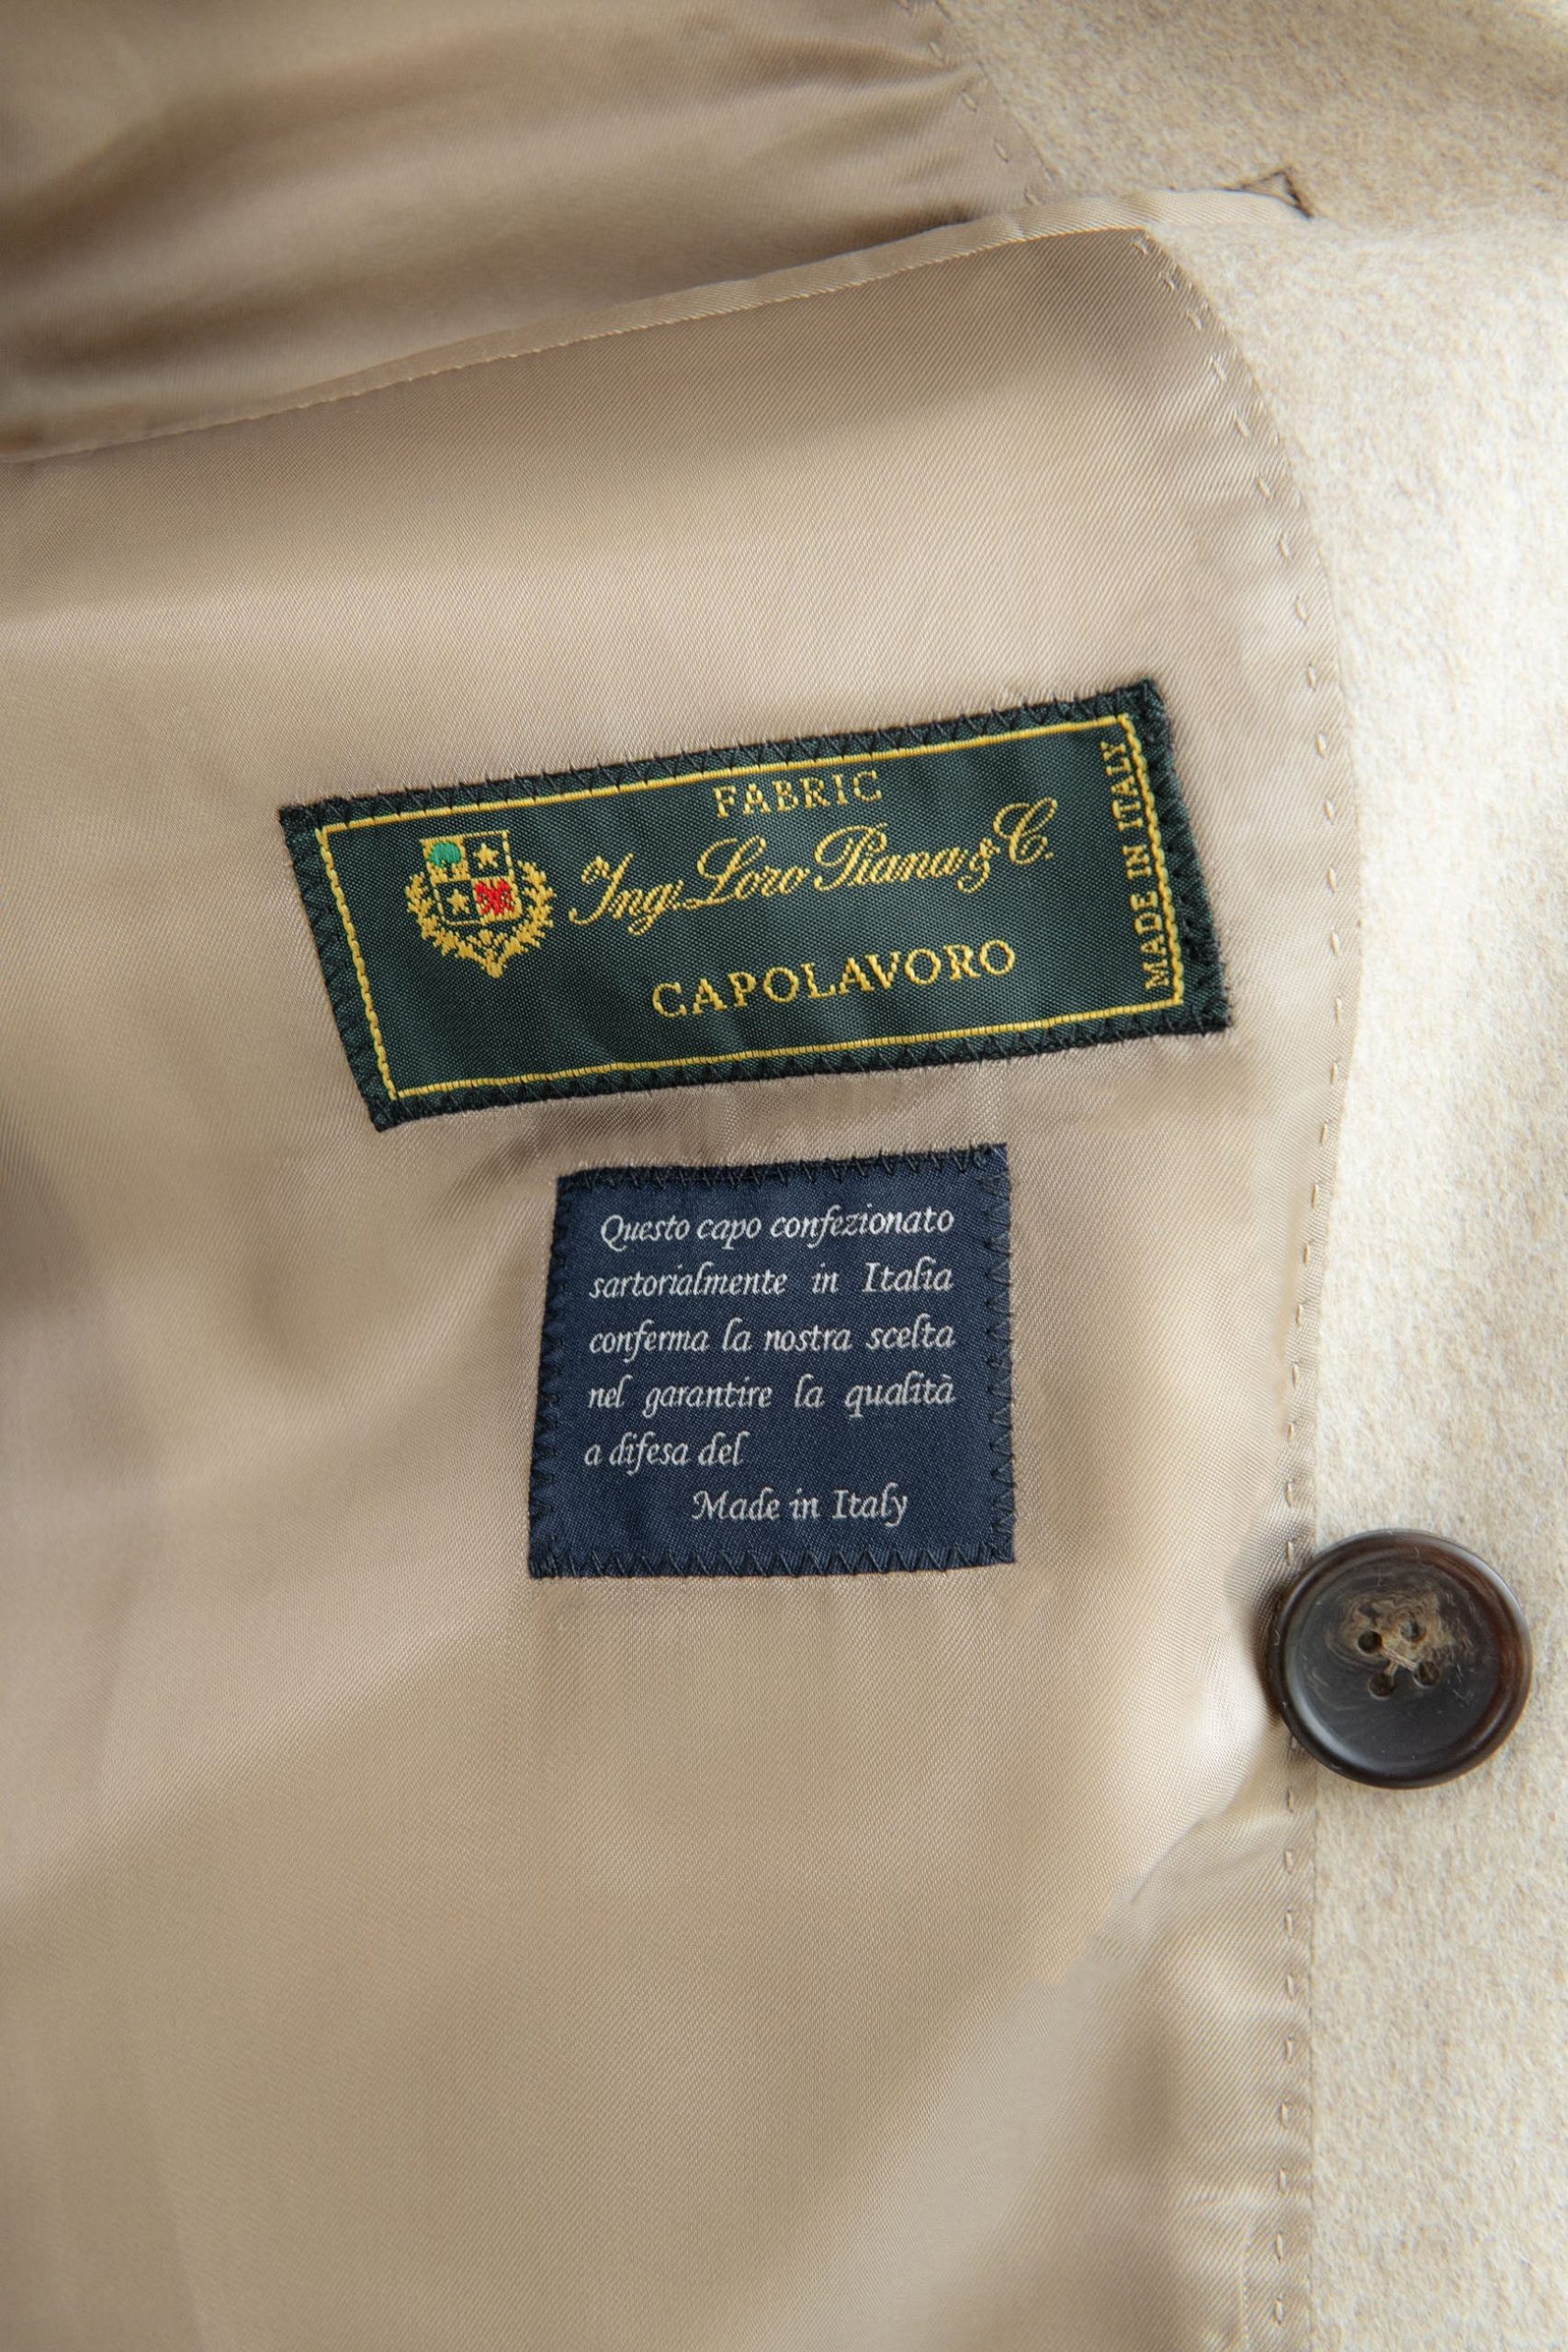 FABRIC
Ing. Loro Piana & C.
CAPOLAVORO
MADE IN ITALY
Questo capo confezionato
sartorialmente in Italia
conferma la nostra scelta
nel garantire la qualità
a difesa del
Made in Italy